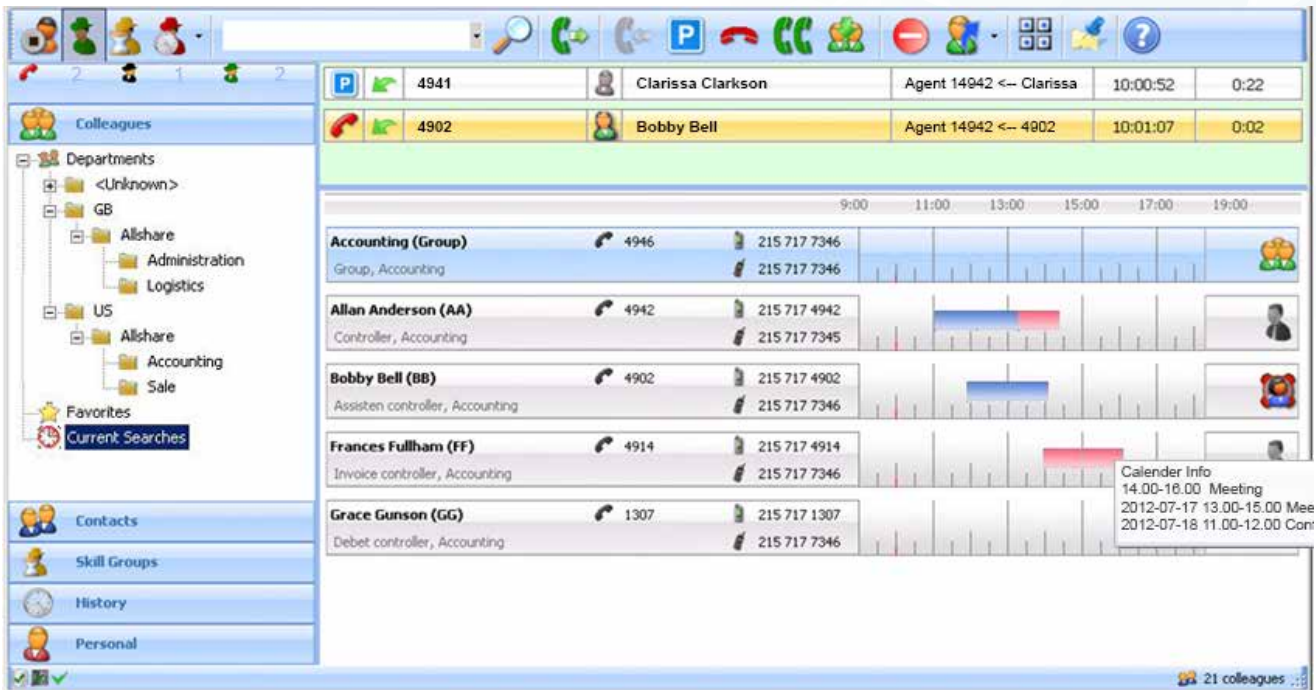 P
?
2 1 2
P 4941 Clarissa Clarkson Agent 14942 <-- Clarissa 10:00:52 0:22
4902 Bobby Bell Agent 14942 <-- 4902 10:01:07 0:02
Colleagues
Departments
<Unknown>
GB
Allshare
Administration
Logistics
US
Allshare
Accounting
Sale
Favorites
Current Searches
Contacts
Skill Groups
History
Personal
9:00 11:00 13:00 15:00 17:00 19:00
Accounting (Group) 4946 215 717 7346
Group, Accounting 215 717 7346
Allan Anderson (AA) 4942 215 717 4942
Controller, Accounting 215 717 7345
Bobby Bell (BB) 4902 215 717 4902
Assisten controller, Accounting 215 717 7346
Frances Fullham (FF) 4914 215 717 4914
Invoice controller, Accounting 215 717 7346
Calender Info
14.00-16.00 Meeting
2012-07-17 13.00-15.00 Mee
2012-07-18 11.00-12.00 Con
Grace Gunson (GG) 1307 215 717 1307
Debet controller, Accounting 215 717 7346
21 colleagues